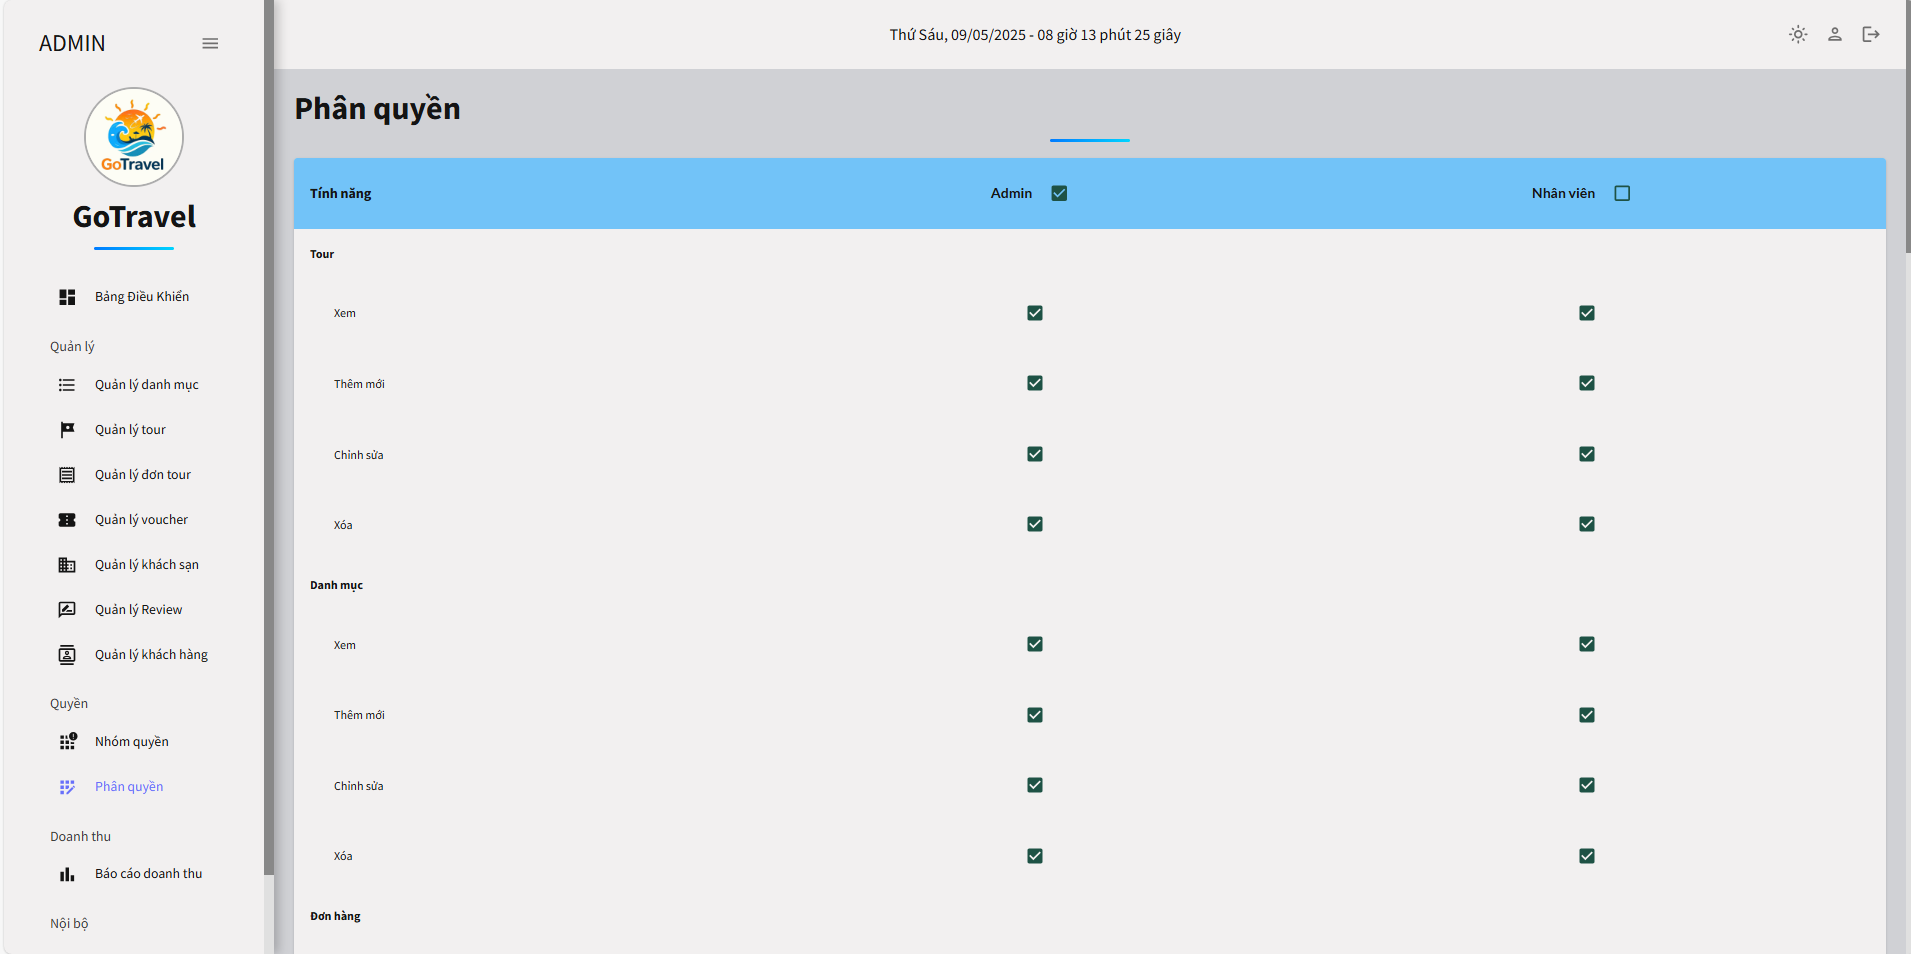 ADMIN
GoTravel
GoTravel
Bảng Điều Khiển
Quản lý
Quản lý danh mục
Quản lý tour
Quản lý đơn tour
Quản lý voucher
Quản lý khách sạn
Quản lý Review
Quản lý khách hàng
Quyền
Nhóm quyền
Phân quyền
Doanh thu
Báo cáo doanh thu
Nội bộ
Thứ Sáu, 09/05/2025 - 08 giờ 13 phút 25 giây
Phân quyền
Tính năng Admin Nhân viên
Tour
Xem
Thêm mới
Chỉnh sửa
Xóa
Danh mục
Xem
Thêm mới
Chỉnh sửa
Xóa
Đơn hàng